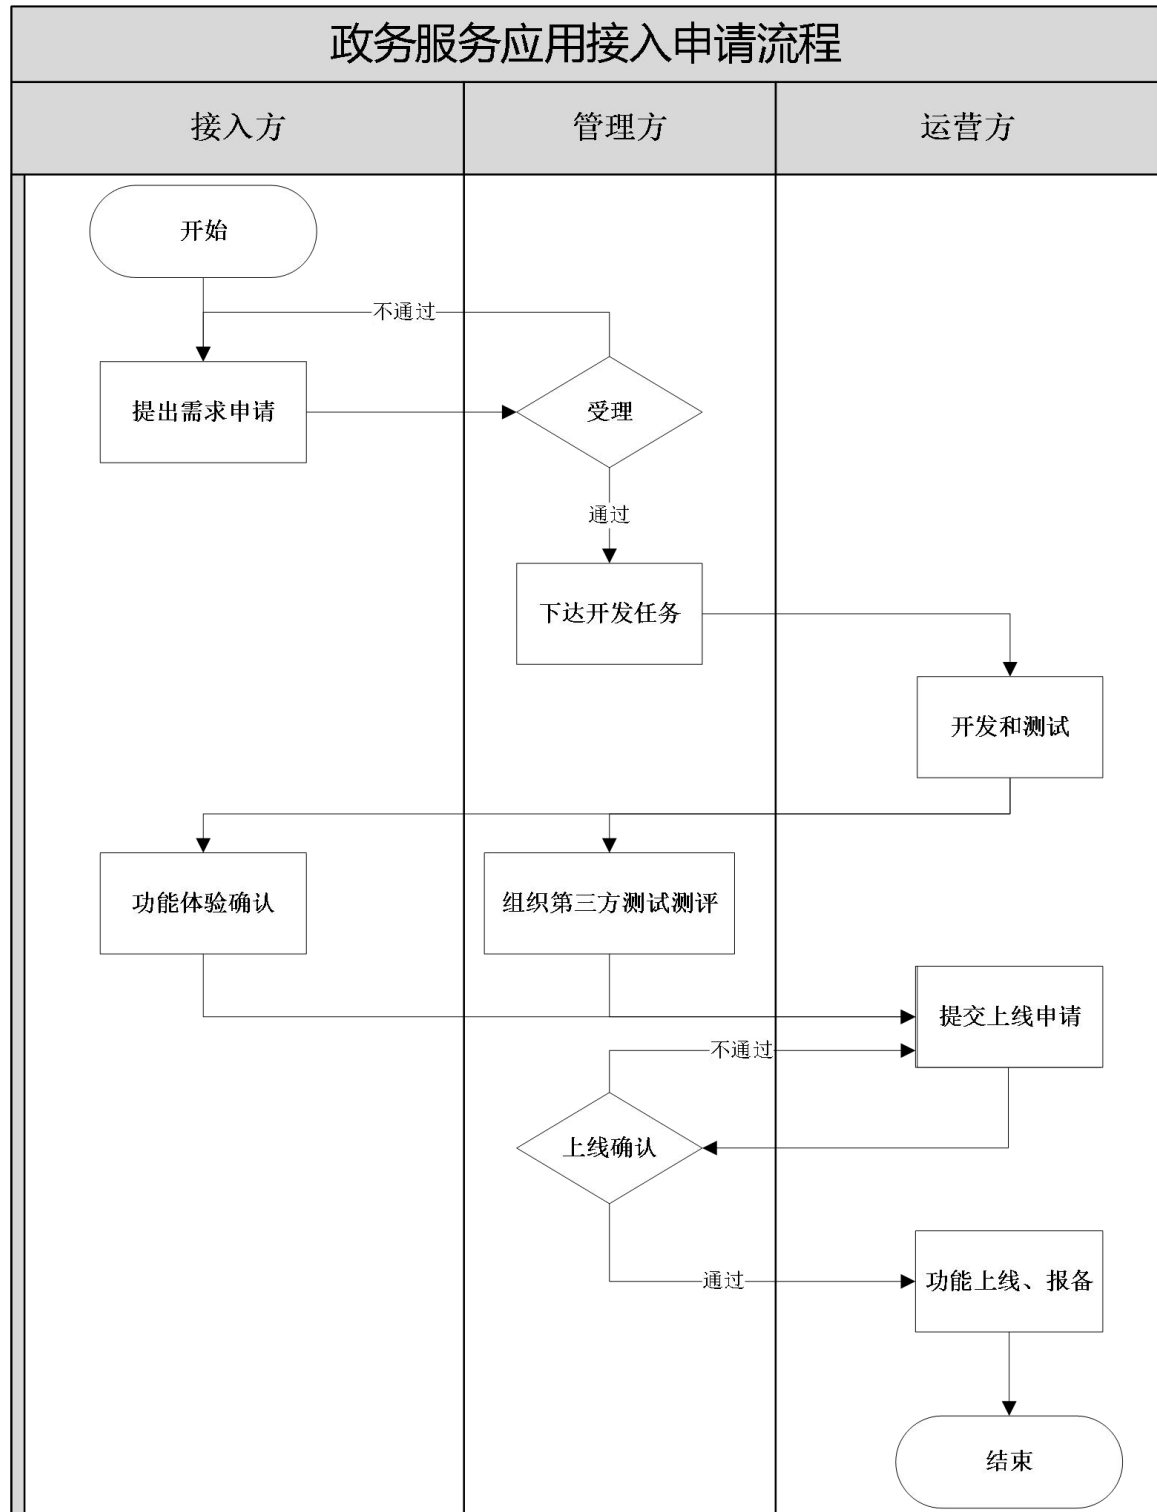 政务服务应用接入申请流程
接入方
管理方
运营方
开始
不通过
提出需求申请
受理
通过
下达开发任务
开发和测试
功能体验确认
组织第三方测试测评
提交上线申请
不通过
上线确认
通过
功能上线、报备
结束